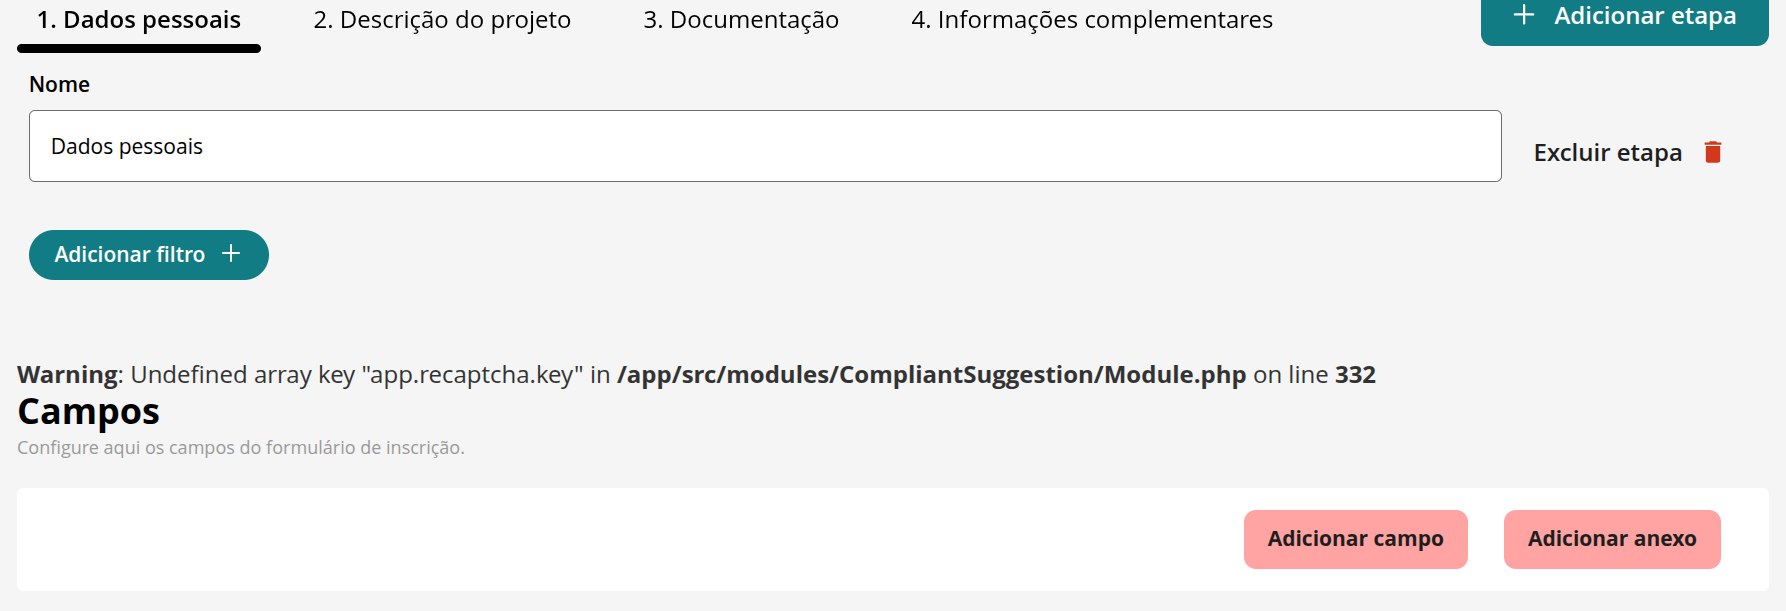 1. Dados pessoais 2. Descrição do projeto 3. Documentação 4. Informações complementares + Adicionar etapa
Nome
Dados pessoais
Excluir etapa
Adicionar filtro +
Warning: Undefined array key "app.recaptcha.key" in /app/src/modules/CompliantSuggestion/Module.php on line 332
Campos
Configure aqui os campos do formulário de inscrição.
Adicionar campo Adicionar anexo